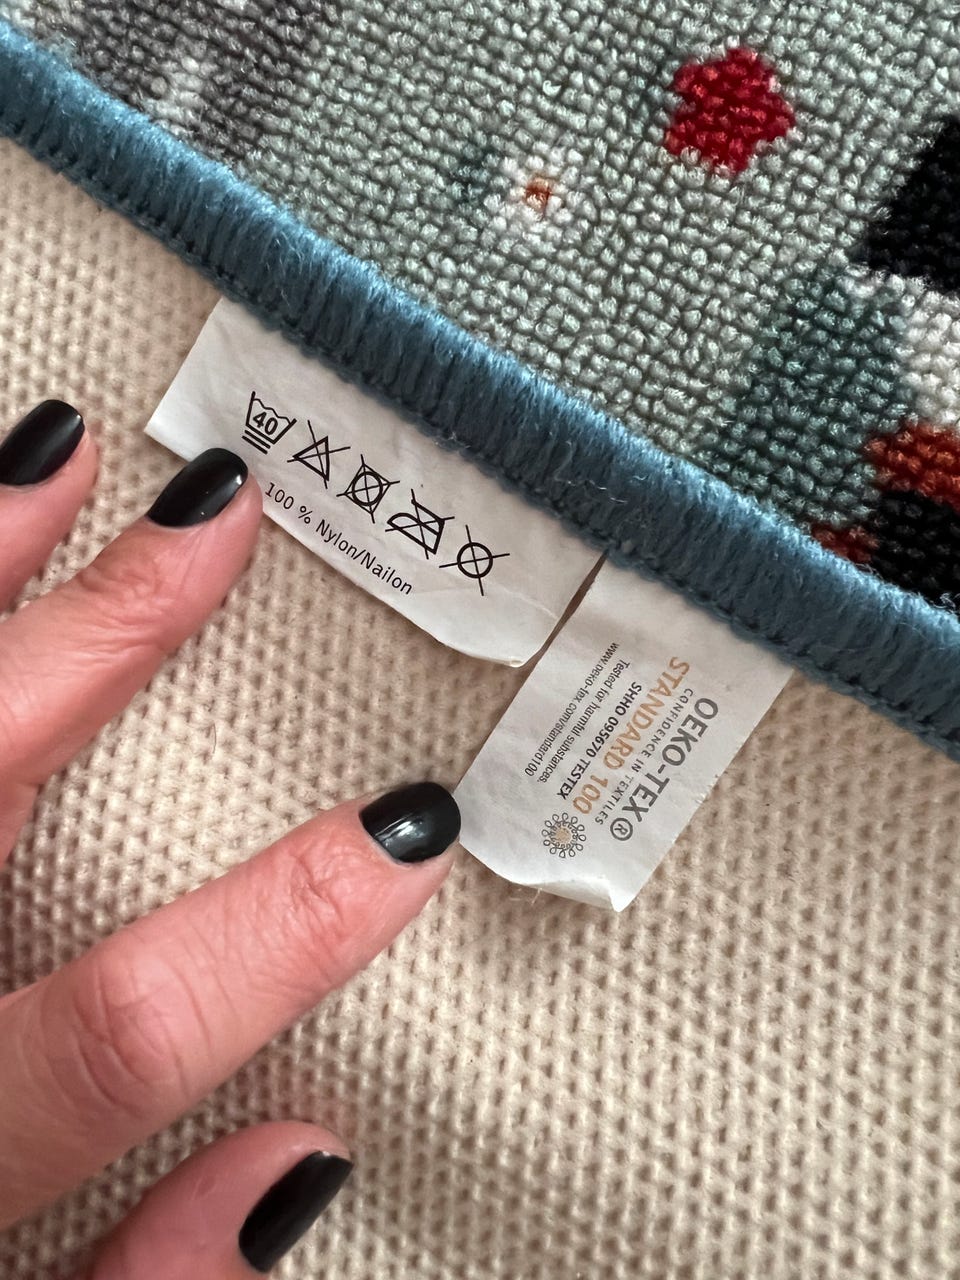 40
100 % Nylon/Nailon
OEKO-TEX®
CONFIDENCE IN TEXTILES
STANDARD 100
SHHO 095670 TESTEX
Tested for harmful substances.
www.oeko-tex.com/standard100